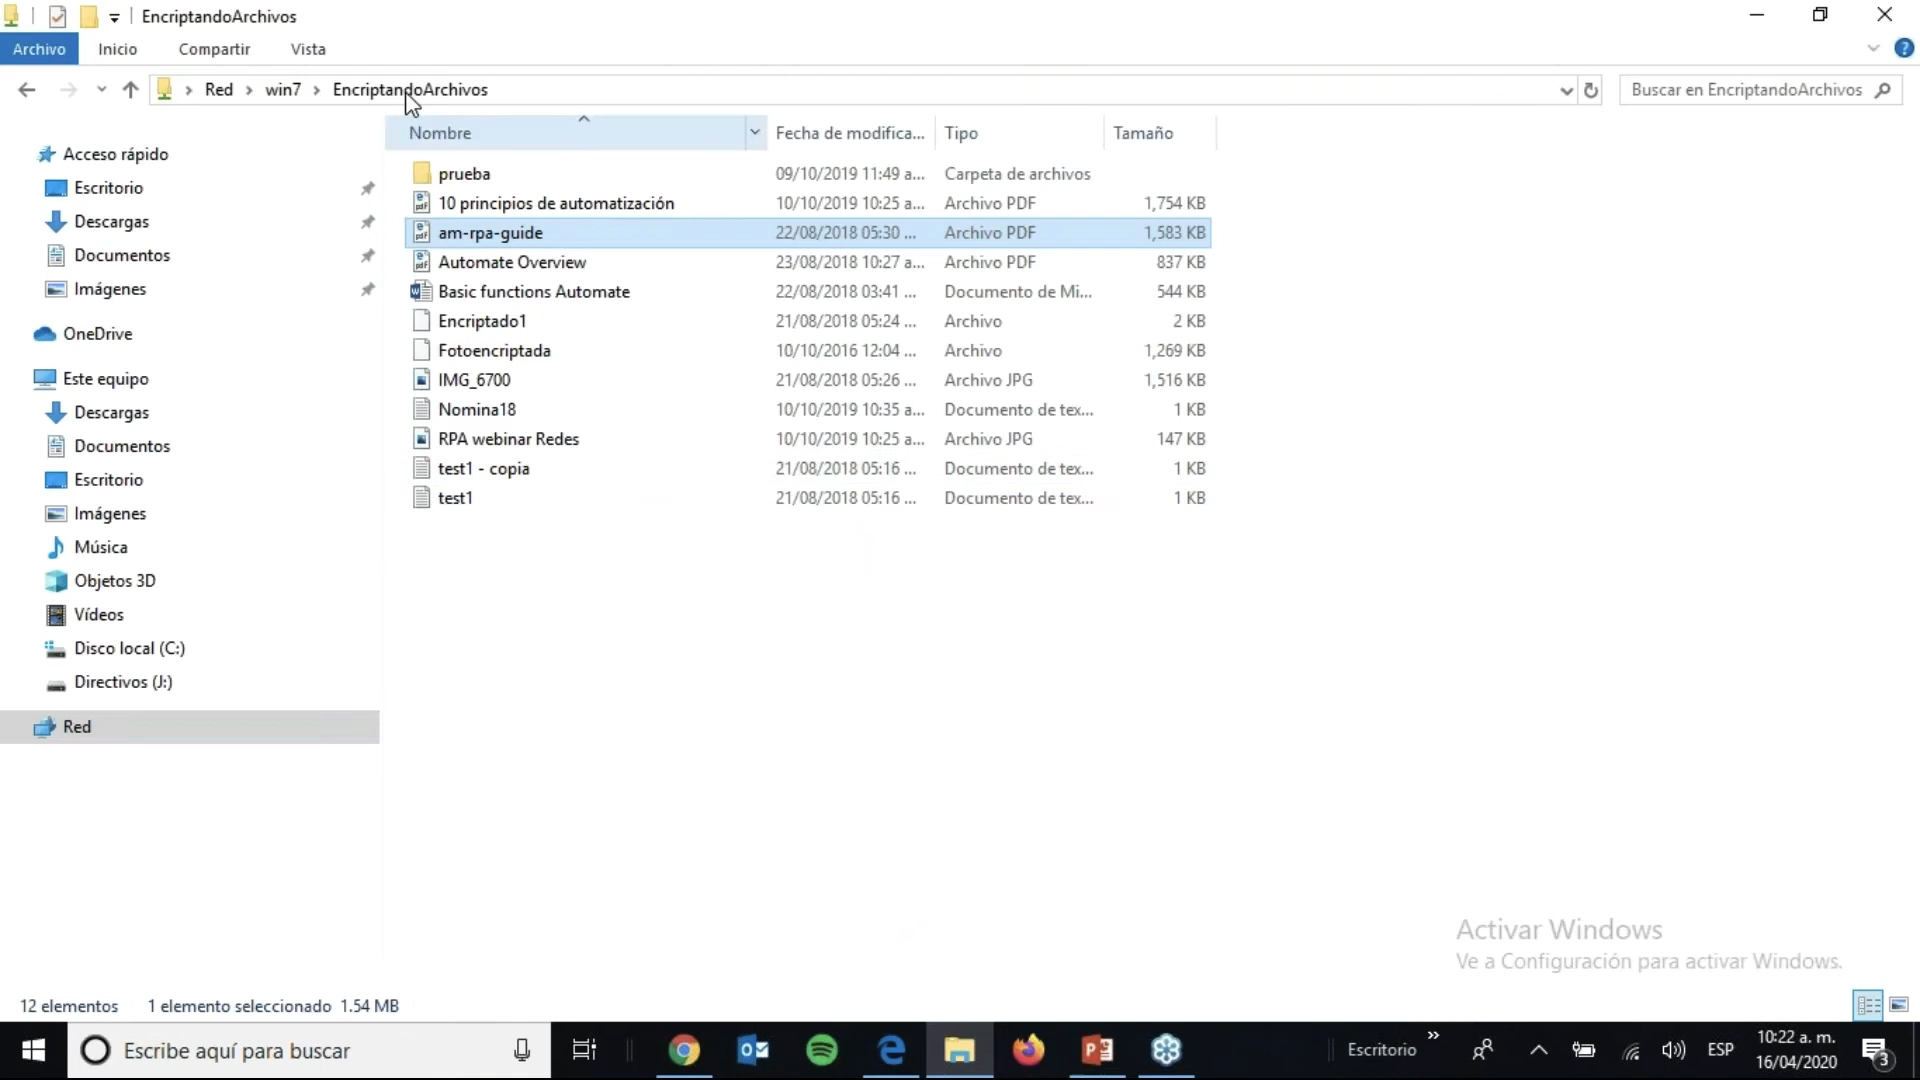 EncriptandoArchivos
Archivo Inicio Compartir Vista
Red win7 EncriptandoArchivos Buscar en EncriptandoArchivos
Nombre Fecha de modifica... Tipo Tamaño
Acceso rápido
Escritorio
Descargas
Documentos
Imágenes
OneDrive
Este equipo
Descargas
Documentos
Escritorio
Imágenes
Música
Objetos 3D
Vídeos
Disco local (C:)
Directivos (J:)
Red
prueba 09/10/2019 11:49 a... Carpeta de archivos
10 principios de automatización 10/10/2019 10:25 a... Archivo PDF 1,754 KB
am-rpa-guide 22/08/2018 05:30 ... Archivo PDF 1,583 KB
Automate Overview 23/08/2018 10:27 a... Archivo PDF 837 KB
Basic functions Automate 22/08/2018 03:41 ... Documento de Mi... 544 KB
Encriptado1 21/08/2018 05:24 ... Archivo 2 KB
Fotoencriptada 10/10/2016 12:04 ... Archivo 1,269 KB
IMG_6700 21/08/2018 05:26 ... Archivo JPG 1,516 KB
Nomina18 10/10/2019 10:35 a... Documento de tex... 1 KB
RPA webinar Redes 10/10/2019 10:25 a... Archivo JPG 147 KB
test1 - copia 21/08/2018 05:16 ... Documento de tex... 1 KB
test1 21/08/2018 05:16 ... Documento de tex... 1 KB
Activar Windows
Ve a Configuración para activar Windows.
12 elementos 1 elemento seleccionado 1.54 MB
Escribe aquí para buscar Escritorio ESP 10:22 a. m.
16/04/2020 3